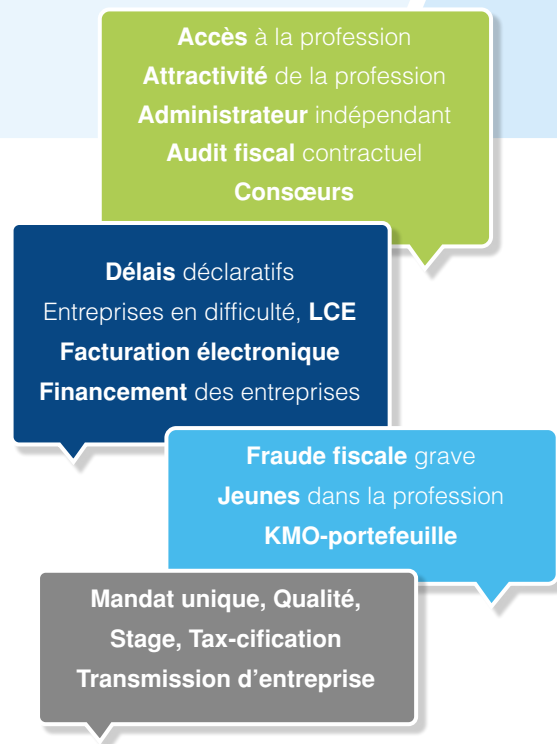 Accès à la profession
Attractivité de la profession
Administrateur indépendant
Audit fiscal contractuel
Consœurs
Délais déclaratifs
Entreprises en difficulté, LCE
Facturation électronique
Financement des entreprises
Fraude fiscale grave
Jeunes dans la profession
KMO-portefeuille
Mandat unique, Qualité,
Stage, Tax-cification
Transmission d'entreprise